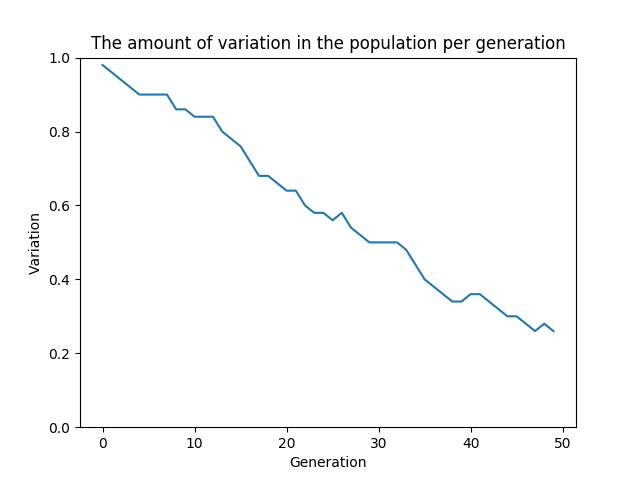 The amount of variation in the population per generation
1.0
0.8
0.6
0.4
0.2
0.0
Variation
0 10 20 30 40 50
Generation